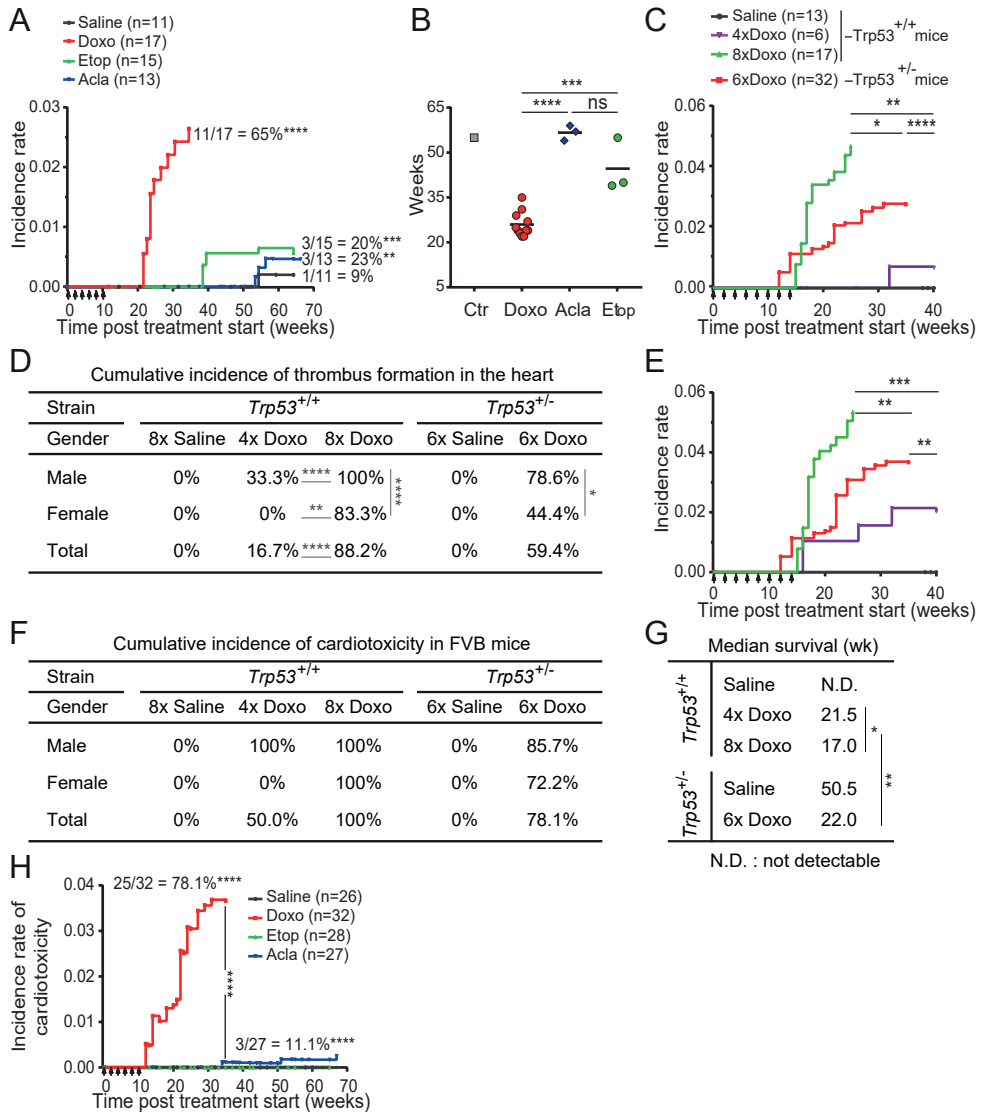 A
Saline (n=11)
Doxo (n=17)
Etop (n=15)
Acla (n=13)
Incidence rate
0.03
0.02
0.01
0.00
11/17 = 65%****
3/15 = 20%***
3/13 = 23%**
1/11 = 9%
0 10 20 30 40 50 60 70
Time post treatment start (weeks)
B
Weeks
65
50
35
20
5
***
**** ns
Ctr Doxo Acla Etop
C
Saline (n=13)
4xDoxo (n=6) –Trp53+/+ mice
8xDoxo (n=17)
6xDoxo (n=32) –Trp53+/- mice
Incidence rate
0.06
0.04
0.02
0.00
**
* ****
0 10 20 30 40
Time post treatment start (weeks)
D
Cumulative incidence of thrombus formation in the heart
Strain Trp53+/+ Trp53+/-
Gender 8x Saline 4x Doxo 8x Doxo 6x Saline 6x Doxo
Male 0% 33.3% **** 100% 0% 78.6%
**** *
Female 0% 0% ** 83.3% 0% 44.4%
Total 0% 16.7% **** 88.2% 0% 59.4%
E
Incidence rate
0.06
0.04
0.02
0.00
***
**
**
0 10 20 30 40
Time post treatment start (weeks)
F
Cumulative incidence of cardiotoxicity in FVB mice
Strain Trp53+/+ Trp53+/-
Gender 8x Saline 4x Doxo 8x Doxo 6x Saline 6x Doxo
Male 0% 100% 100% 0% 85.7%
Female 0% 0% 100% 0% 72.2%
Total 0% 50.0% 100% 0% 78.1%
G
Median survival (wk)
Trp53+/+
Saline N.D.
4x Doxo 21.5
8x Doxo 17.0
*
**
Trp53+/-
Saline 50.5
6x Doxo 22.0
N.D. : not detectable
H
Incidence rate of
cardiotoxicity
0.04
0.03
0.02
0.01
0.00
25/32 = 78.1%****
Saline (n=26)
Doxo (n=32)
Etop (n=28)
Acla (n=27)
****
3/27 = 11.1%****
0 10 20 30 40 50 60 70
Time post treatment start (weeks)